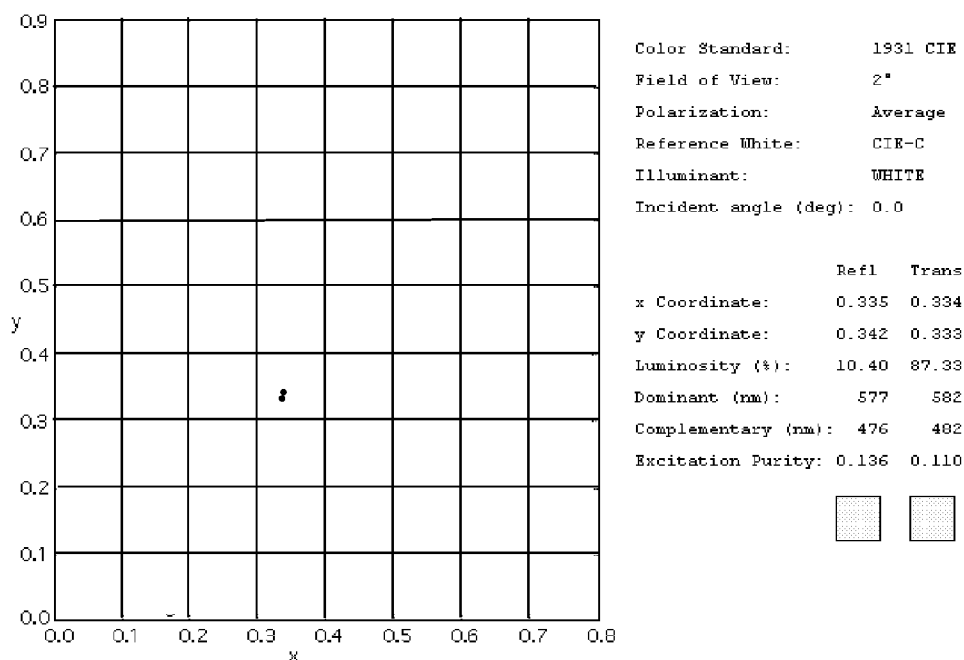 0.9
0.8
0.7
0.6
0.5
y
0.4
0.3
0.2
0.1
0.0
0.0 0.1 0.2 0.3 0.4 0.5 0.6 0.7 0.8
x
Color Standard: 1931 CIE
Field of View: 2°
Polarization: Average
Reference White: CIE-C
Illuminant: WHITE
Incident angle (deg): 0.0
Refl Trans
x Coordinate: 0.335 0.334
y Coordinate: 0.342 0.333
Luminosity (%): 10.40 87.33
Dominant (nm): 577 582
Complementary (nm): 476 482
Excitation Purity: 0.136 0.110